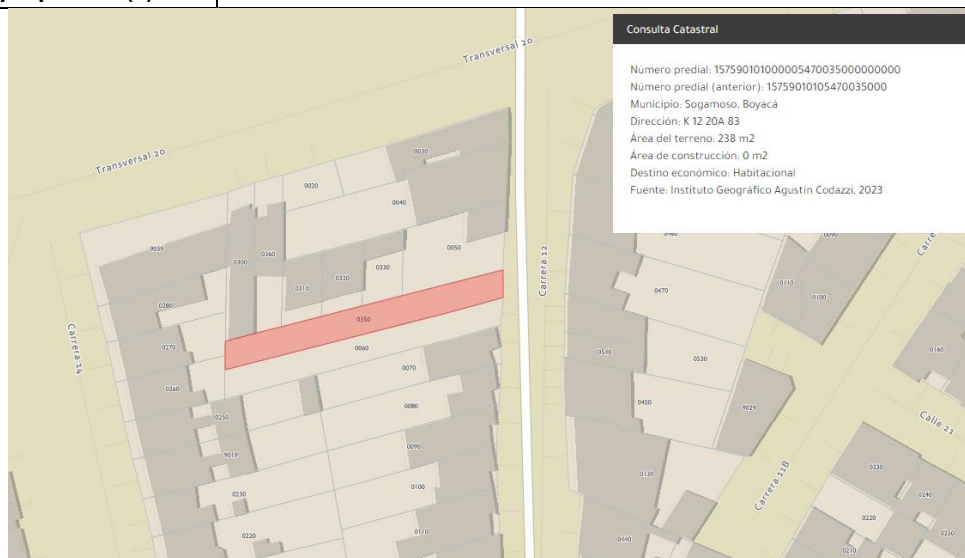 Transversal 20
Transversal 20
Consulta Catastral
Número predial: 157590101000005470035000000000
Número predial (anterior): 15759010105470035000
Municipio: Sogamoso, Boyacá
Dirección: K 12 20A 83
Área del terreno: 238 m2
Área de construcción: 0 m2
Destino económico: Habitacional
Fuente: Instituto Geográfico Agustín Codazzi, 2023
0030
0020
0040
9039
0300
0360
0050
0330
0320
0310
0280
0350
0270
0060
0070
0260
0080
0250
0090
9019
0100
0230
0220
0110
Carrera 14
Carrera 12
0470
0110
0100
0540
0530
0160
0450
9029
Calle 21
0130
0230
Carrera 11B
0240
0220
0250
0440
0210